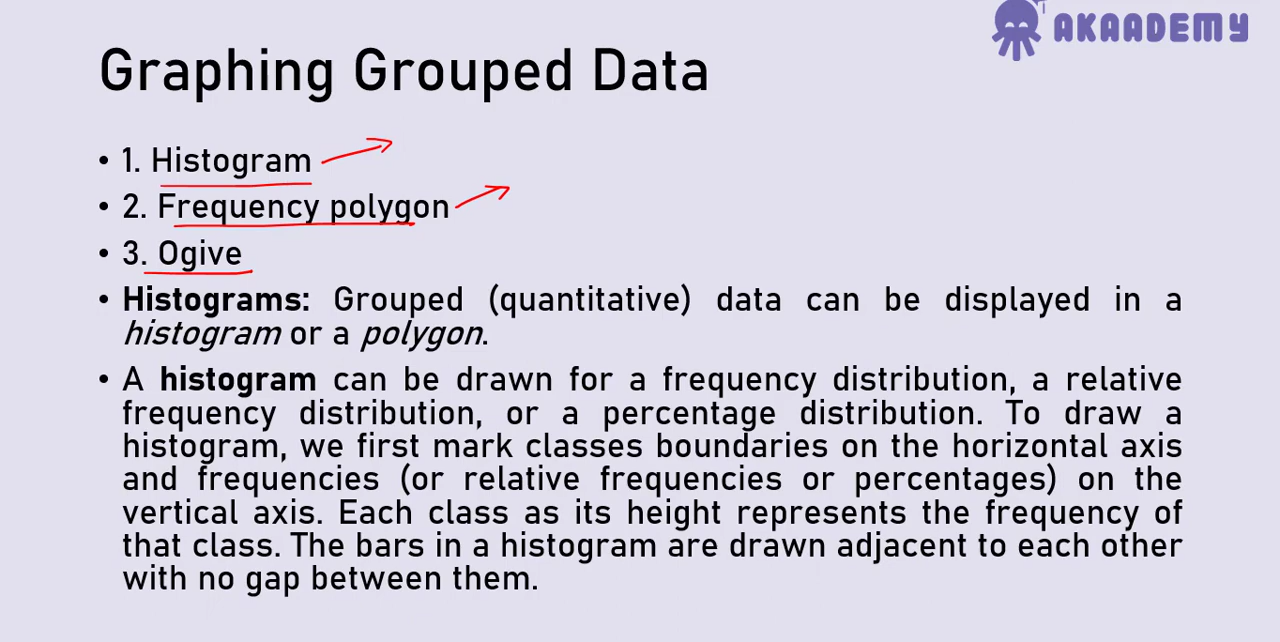 AKAADEMY
Graphing Grouped Data
• 1. Histogram
• 2. Frequency polygon
• 3. Ogive
• Histograms: Grouped (quantitative) data can be displayed in a
histogram or a polygon.
• A histogram can be drawn for a frequency distribution, a relative
frequency distribution, or a percentage distribution. To draw a
histogram, we first mark classes boundaries on the horizontal axis
and frequencies (or relative frequencies or percentages) on the
vertical axis. Each class as its height represents the frequency of
that class. The bars in a histogram are drawn adjacent to each other
with no gap between them.